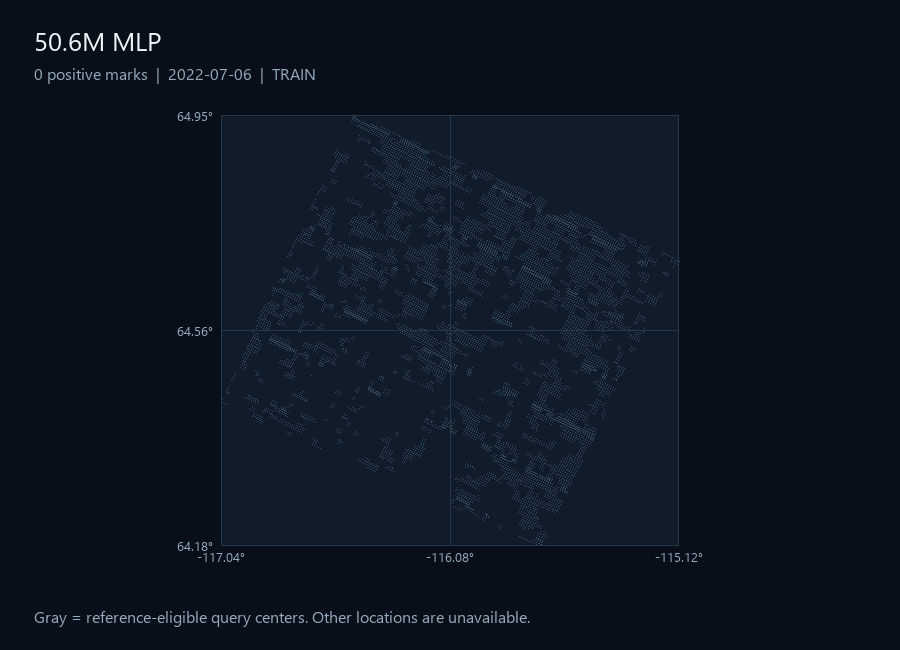 50.6M MLP
0 positive marks | 2022-07-06 | TRAIN
64.95°
64.56°
64.18°
-117.04°
-116.08°
-115.12°
Gray = reference-eligible query centers. Other locations are unavailable.